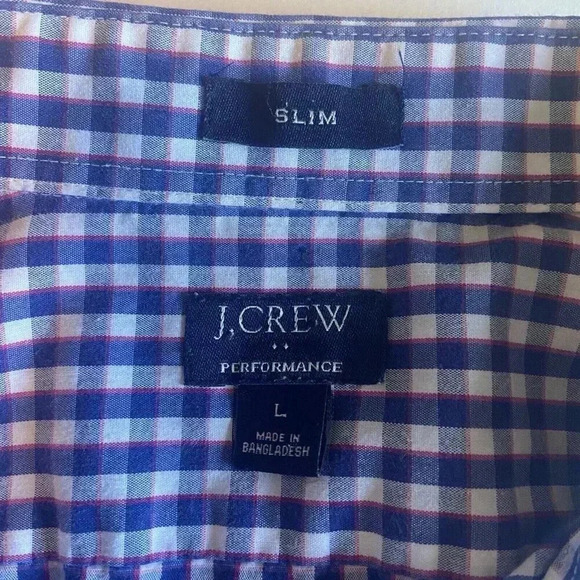 SLIM
J.CREW
PERFORMANCE
L
MADE IN
BANGLADESH